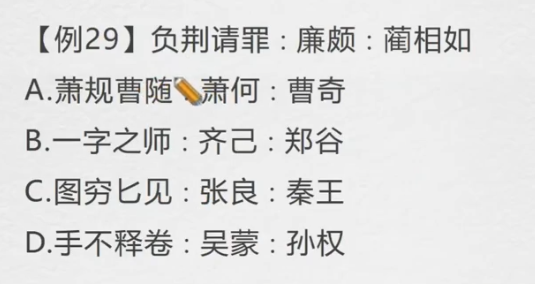 【例29】负荆请罪：廉颇：蔺相如
A.萧规曹随：萧何：曹奇
B.一字之师：齐己：郑谷
C.图穷匕见：张良：秦王
D.手不释卷：吴蒙：孙权